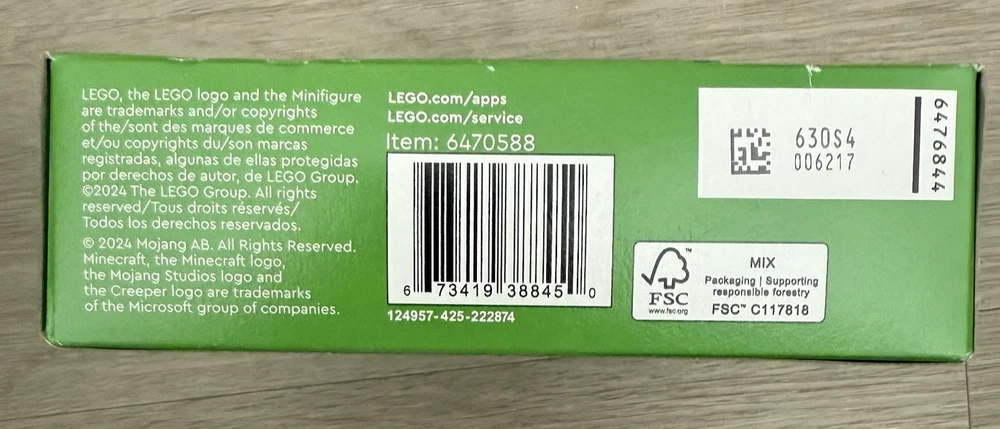 LEGO, the LEGO logo and the Minifigure
are trademarks and/or copyrights
of the/sont des marques de commerce
et/ou copyrights du/son marcas
registradas, algunas de ellas protegidas
por derechos de autor, de LEGO Group.
©2024 The LEGO Group. All rights
reserved/Tous droits réservés/
Todos los derechos reservados.
© 2024 Mojang AB. All Rights Reserved.
Minecraft, the Minecraft logo,
the Mojang Studios logo and
the Creeper logo are trademarks
of the Microsoft group of companies.
LEGO.com/apps
LEGO.com/service
Item: 6470588
6 73419 38845 0
124957-425-222874
630S4
006217
6476844
FSC™
www.fsc.org
MIX
Packaging | Supporting
responsible forestry
FSC™ C117818